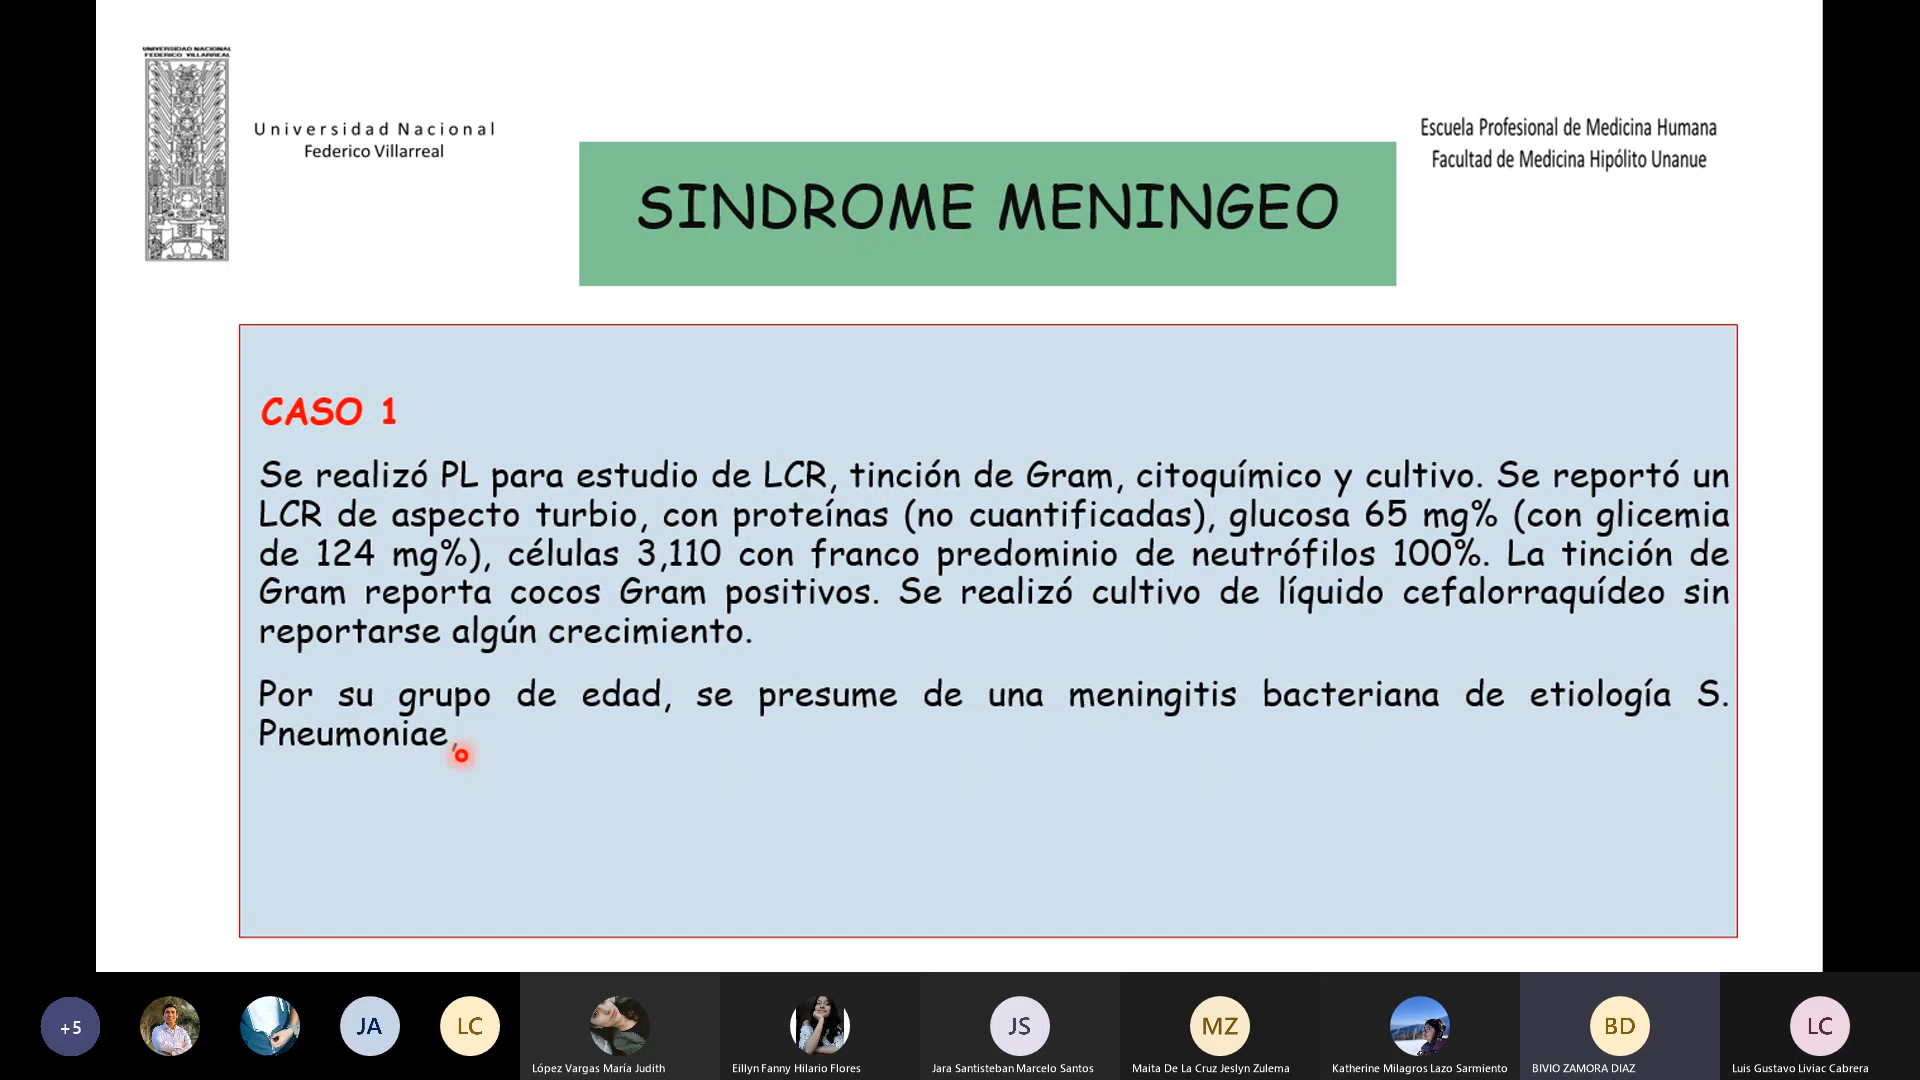 UNIVERSIDAD NACIONAL
FEDERICO VILLARREAL
Universidad Nacional
Federico Villarreal
Escuela Profesional de Medicina Humana
Facultad de Medicina Hipólito Unanue
SINDROME MENINGEO
CASO 1
Se realizó PL para estudio de LCR, tinción de Gram, citoquímico y cultivo. Se reportó un
LCR de aspecto turbio, con proteínas (no cuantificadas), glucosa 65 mg% (con glicemia
de 124 mg%), células 3,110 con franco predominio de neutrófilos 100%. La tinción de
Gram reporta cocos Gram positivos. Se realizó cultivo de líquido cefalorraquídeo sin
reportarse algún crecimiento.
Por su grupo de edad, se presume de una meningitis bacteriana de etiología S.
Pneumoniae,
+5
JA
LC
JS
MZ
BD
LC
López Vargas María Judith
Eillyn Fanny Hilario Flores
Jara Santisteban Marcelo Santos
Maita De La Cruz Jeslyn Zulema
Katherine Milagros Lazo Sarmiento
BIVIO ZAMORA DIAZ
Luis Gustavo Liviac Cabrera